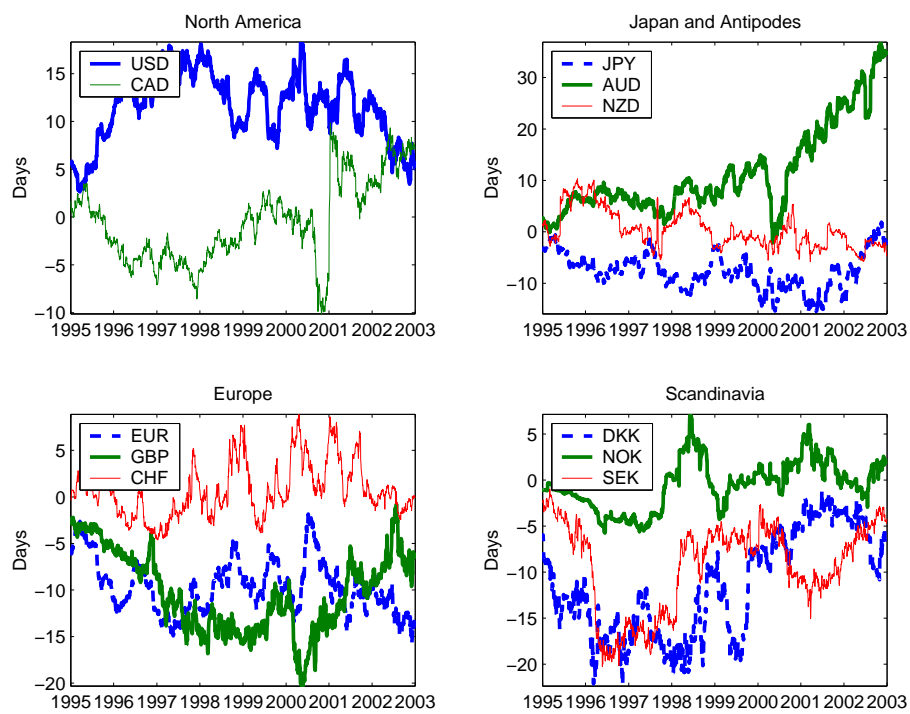 North America
USD
CAD
Days
15
10
5
0
−5
−10
1995 1996 1997 1998 1999 2000 2001 2002 2003
Japan and Antipodes
JPY
AUD
NZD
Days
30
20
10
0
−10
1995 1996 1997 1998 1999 2000 2001 2002 2003
Europe
EUR
GBP
CHF
Days
5
0
−5
−10
−15
−20
1995 1996 1997 1998 1999 2000 2001 2002 2003
Scandinavia
DKK
NOK
SEK
Days
5
0
−5
−10
−15
−20
1995 1996 1997 1998 1999 2000 2001 2002 2003